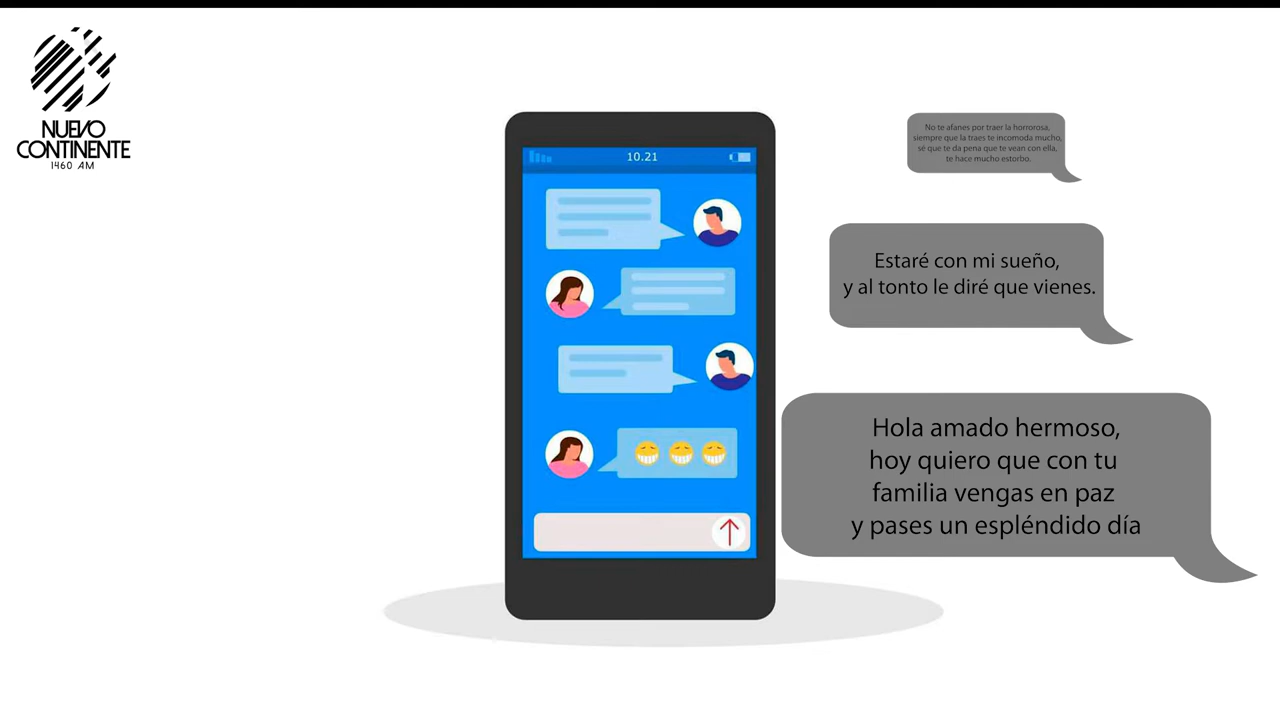 NUEVO
CONTINENTE
1460 AM
10.21
No te afanes por traer la horrorosa,
siempre que la traes te incomoda mucho,
sé que te da pena que te vean con ella,
te hace mucho estorbo.
Estaré con mi sueño,
y al tonto le diré que vienes.
Hola amado hermoso,
hoy quiero que con tu
familia vengas en paz
y pases un espléndido día